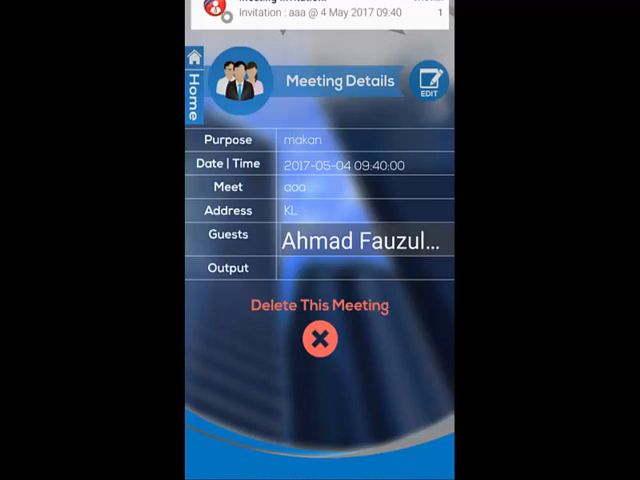 Invitation : aaa @ 4 May 2017 09:40
1
Home
Meeting Details
EDIT
Purpose makan
Date | Time 2017-05-04 09:40:00
Meet aaa
Address KL
Guests Ahmad Fauzul...
Output
Delete This Meeting